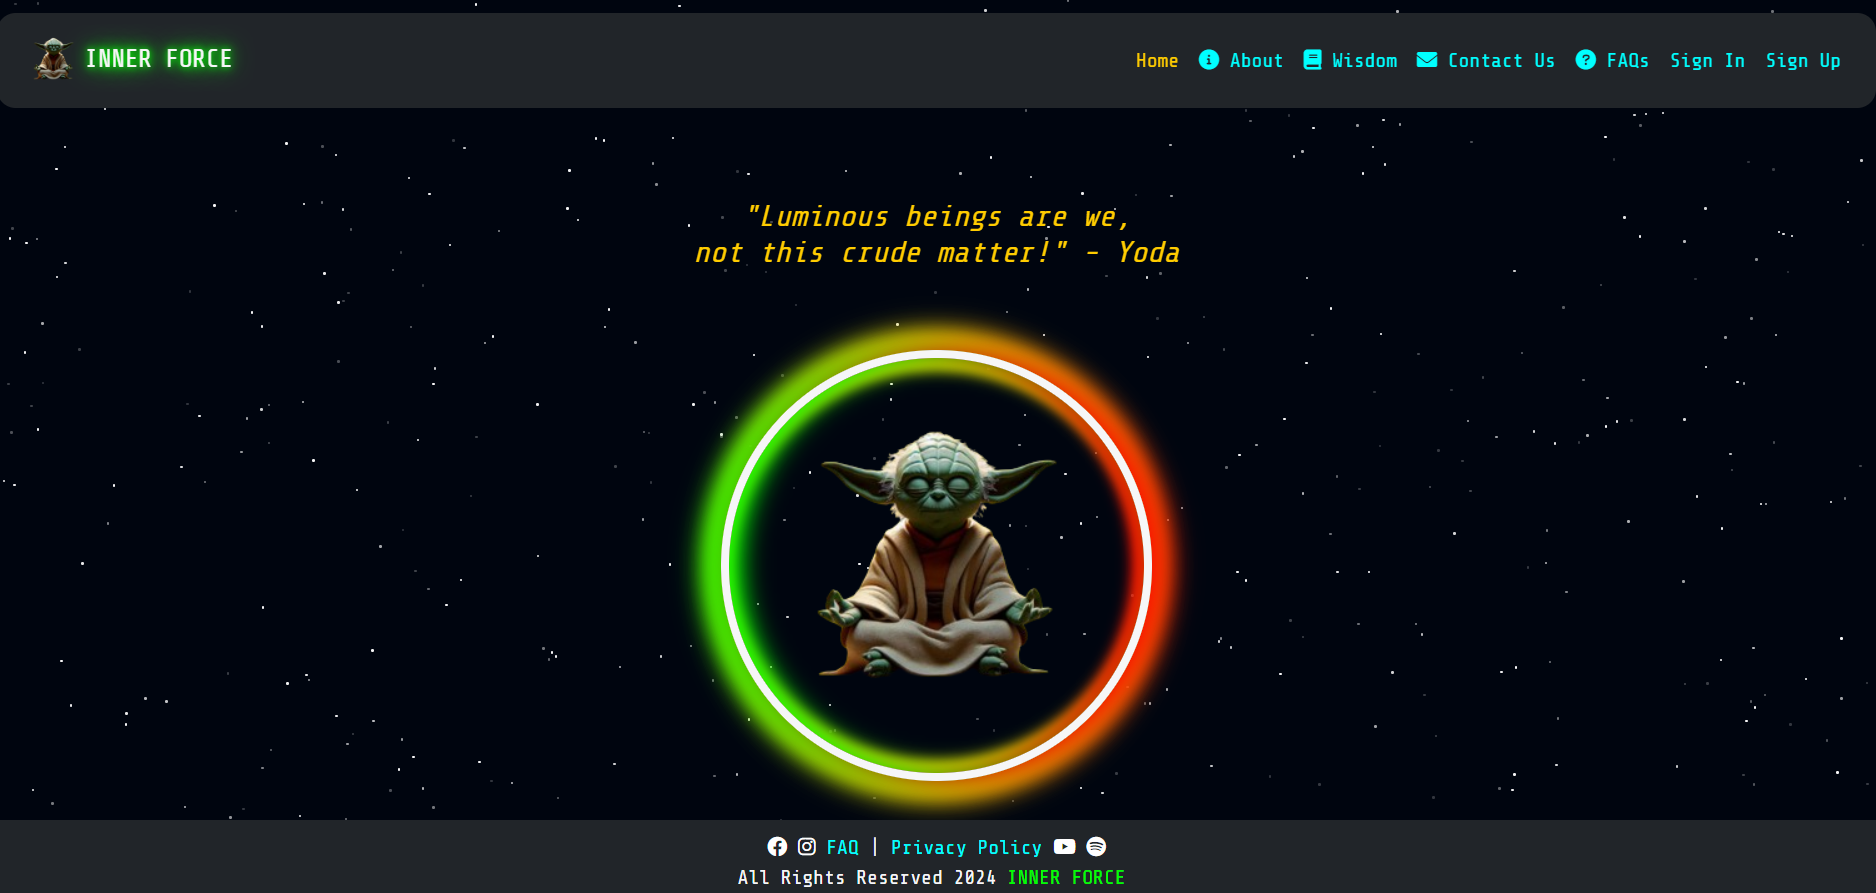 INNER FORCE
Home About Wisdom Contact Us FAQs Sign In Sign Up
"Luminous beings are we,
not this crude matter!" - Yoda
FAQ | Privacy Policy
All Rights Reserved 2024 INNER FORCE